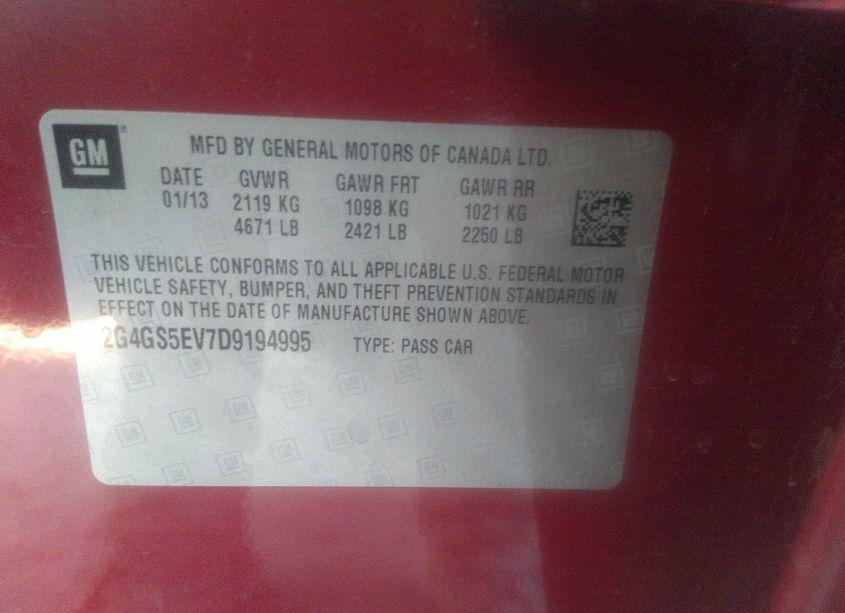 GM
MFD BY GENERAL MOTORS OF CANADA LTD.
DATE GVWR GAWR FRT GAWR RR
01/13 2119 KG 1098 KG 1021 KG
4671 LB 2421 LB 2250 LB
THIS VEHICLE CONFORMS TO ALL APPLICABLE U.S. FEDERAL MOTOR
VEHICLE SAFETY, BUMPER, AND THEFT PREVENTION STANDARDS IN
EFFECT ON THE DATE OF MANUFACTURE SHOWN ABOVE.
2G4GS5EV7D9194995 TYPE: PASS CAR